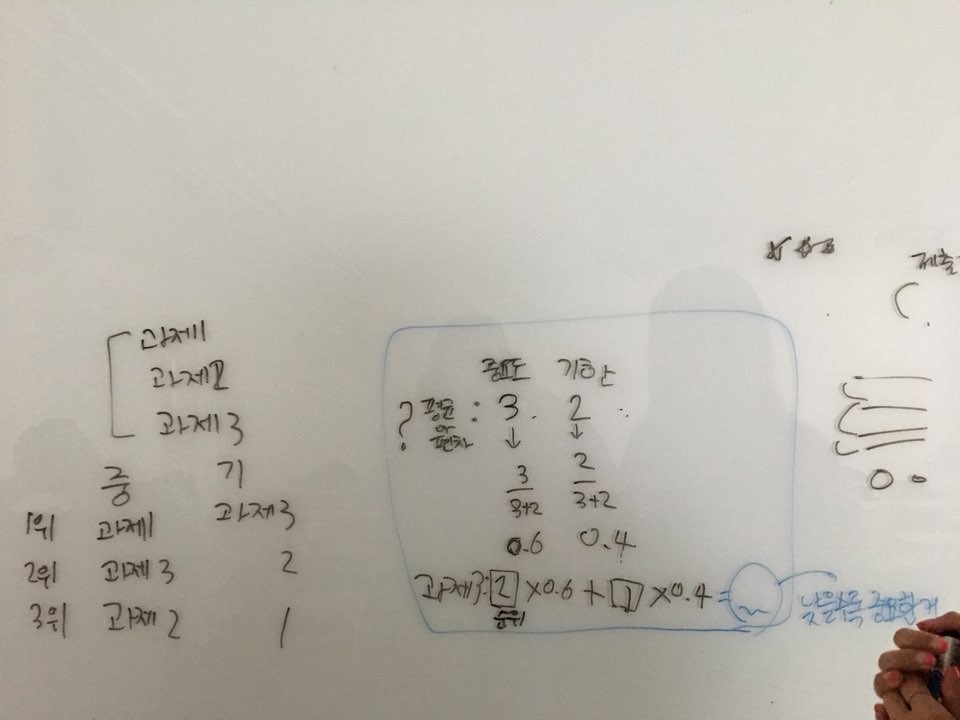 과제1
과제2
과제3
중 기
1위 과제1 과제3
2위 과제3 2
3위 과제2 1
중요도 기한
? 평균 : 3. 2
or
편차
↓ ↓
3/3+2 2/3+2
0.6 0.4
과제3: 2 ×0.6 + 1 ×0.4 =
순위
낮을수록 중요한거
제출